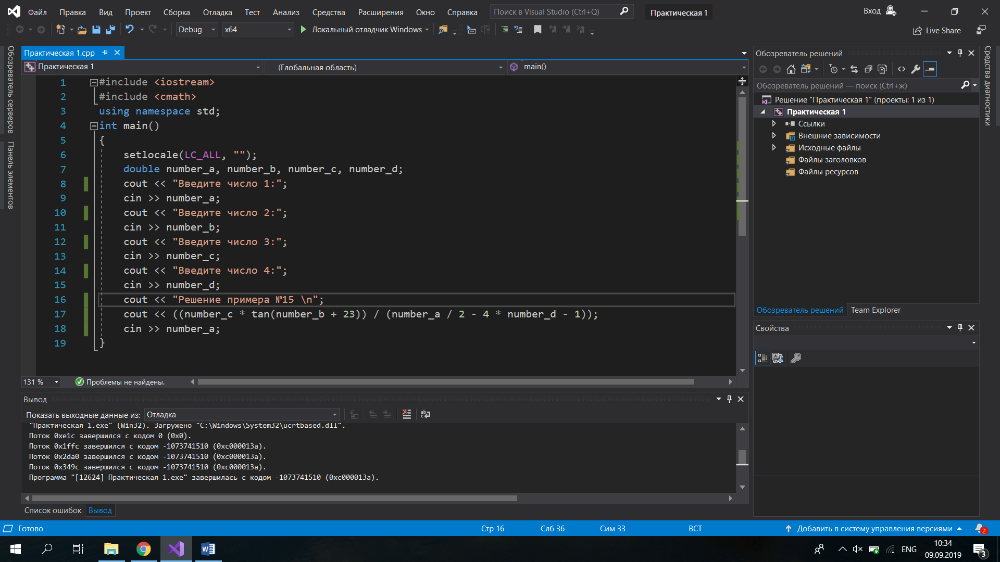 Файл Правка Вид Проект Сборка Отладка Тест Анализ Средства Расширения Окно Справка Поиск в Visual Studio (Ctrl+Q) Практическая 1 Вход
Debug x64 Локальный отладчик Windows Live Share
Обозреватель серверов
Панель элементов
Практическая 1.cpp
Практическая 1 (Глобальная область) main()
1 #include <iostream>
2 #include <cmath>
3 using namespace std;
4 int main()
5 {
6 setlocale(LC_ALL, "");
7 double number_a, number_b, number_c, number_d;
8 cout << "Введите число 1:";
9 cin >> number_a;
10 cout << "Введите число 2:";
11 cin >> number_b;
12 cout << "Введите число 3:";
13 cin >> number_c;
14 cout << "Введите число 4:";
15 cin >> number_d;
16 cout << "Решение примера №15 \n";
17 cout << ((number_c * tan(number_b + 23)) / (number_a / 2 - 4 * number_d - 1));
18 cin >> number_a;
19 }
131 % Проблемы не найдены.
Вывод
Показать выходные данные из: Отладка
"Практическая 1.exe" (Win32). Загружено "C:\Windows\System32\ucrtbased.dll".
Поток 0xe1c завершился с кодом 0 (0x0).
Поток 0x1ffc завершился с кодом -1073741510 (0xc000013a).
Поток 0x2da0 завершился с кодом -1073741510 (0xc000013a).
Поток 0x349c завершился с кодом -1073741510 (0xc000013a).
Программа "[12624] Практическая 1.exe" завершилась с кодом -1073741510 (0xc000013a).
Список ошибок Вывод
Обозреватель решений
Обозреватель решений — поиск (Ctrl+ж)
Решение "Практическая 1" (проекты: 1 из 1)
Практическая 1
Ссылки
Внешние зависимости
Исходные файлы
Файлы заголовков
Файлы ресурсов
Обозреватель решений Team Explorer
Свойства
Средства диагностики
Готово Стр 16 Слб 36 Сим 33 ВСТ Добавить в систему управления версиями 2
ENG 10:34
09.09.2019 3